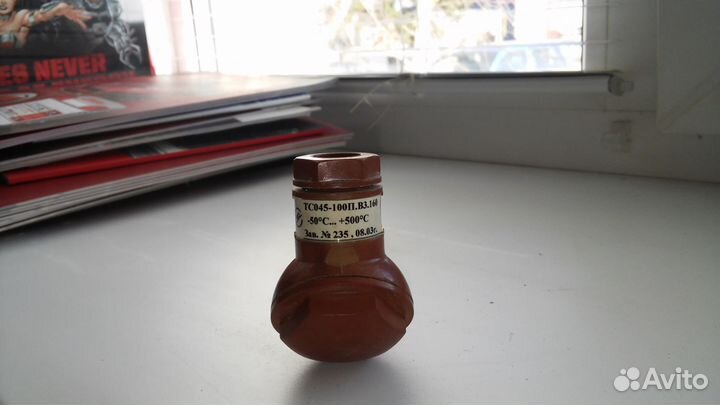 ES NEVER
ТС045-100П.В3.160
-50°C... +500°C
Зав. № 235 , 08.03г.
Avito